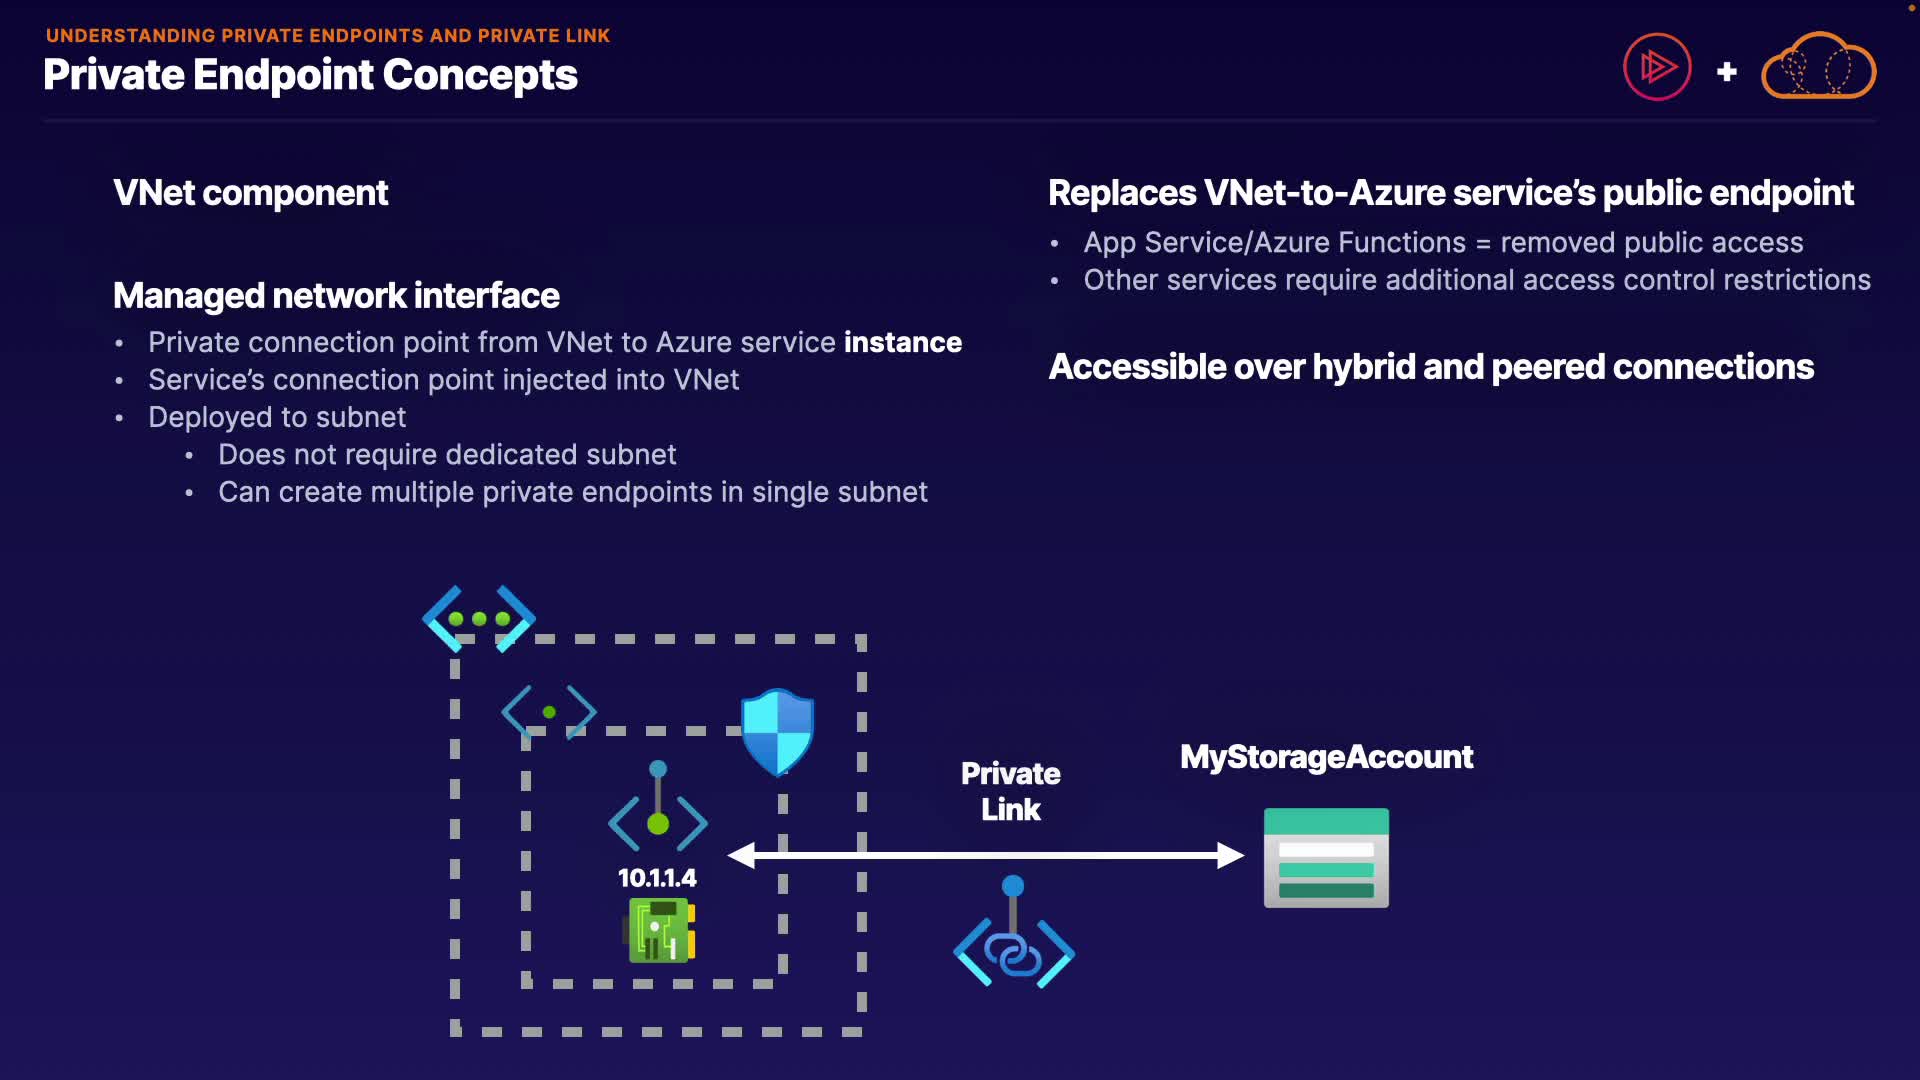 UNDERSTANDING PRIVATE ENDPOINTS AND PRIVATE LINK
Private Endpoint Concepts
VNet component
Managed network interface
• Private connection point from VNet to Azure service instance
• Service’s connection point injected into VNet
• Deployed to subnet
• Does not require dedicated subnet
• Can create multiple private endpoints in single subnet
Replaces VNet-to-Azure service’s public endpoint
• App Service/Azure Functions = removed public access
• Other services require additional access control restrictions
Accessible over hybrid and peered connections
10.1.1.4
Private
Link
MyStorageAccount